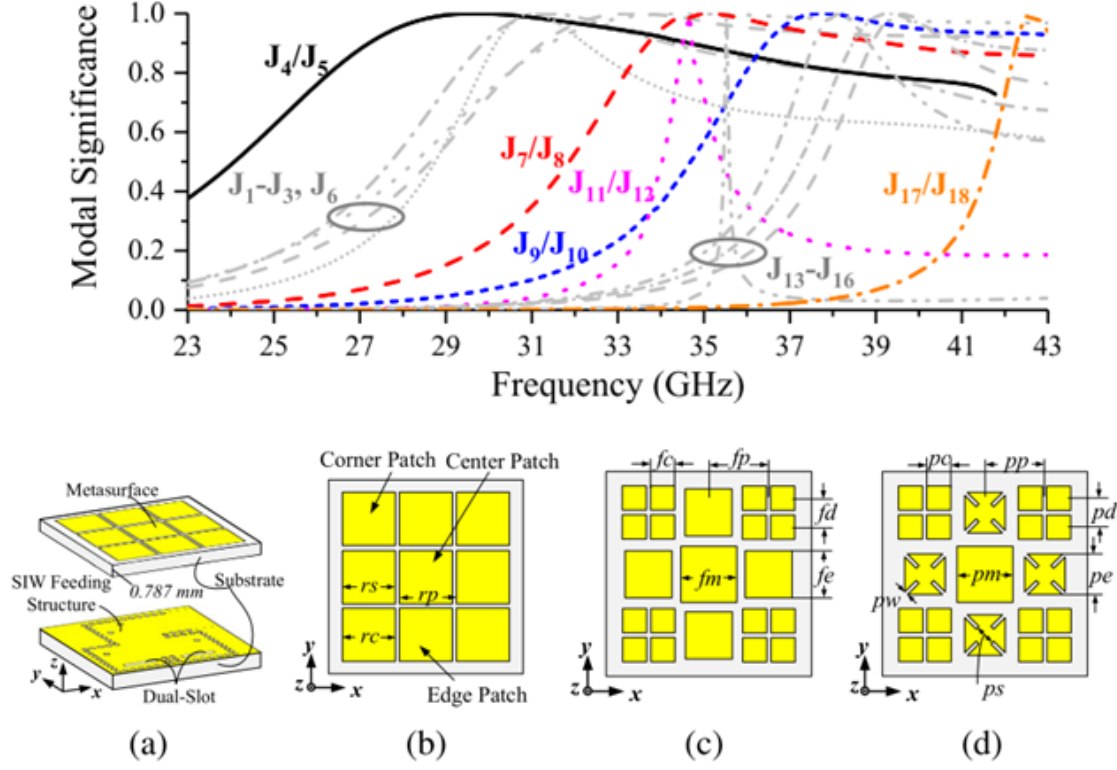 Modal Significance
1.0
0.8
0.6
0.4
0.2
0.0
J4/J5
J1-J3, J6
J7/J8
J11/J12
J9/J10
J13-J16
J17/J18
23 25 27 29 31 33 35 37 39 41 43
Frequency (GHz)
Metasurface
SIW Feeding
Structure
0.787 mm
Substrate
Dual-Slot
z
y
x
(a)
Corner Patch
Center Patch
rs
rp
rc
Edge Patch
y
z
x
(b)
fc
fp
fd
fm
fe
y
z
x
(c)
pc
pp
pd
pm
pe
pw
ps
y
z
x
(d)